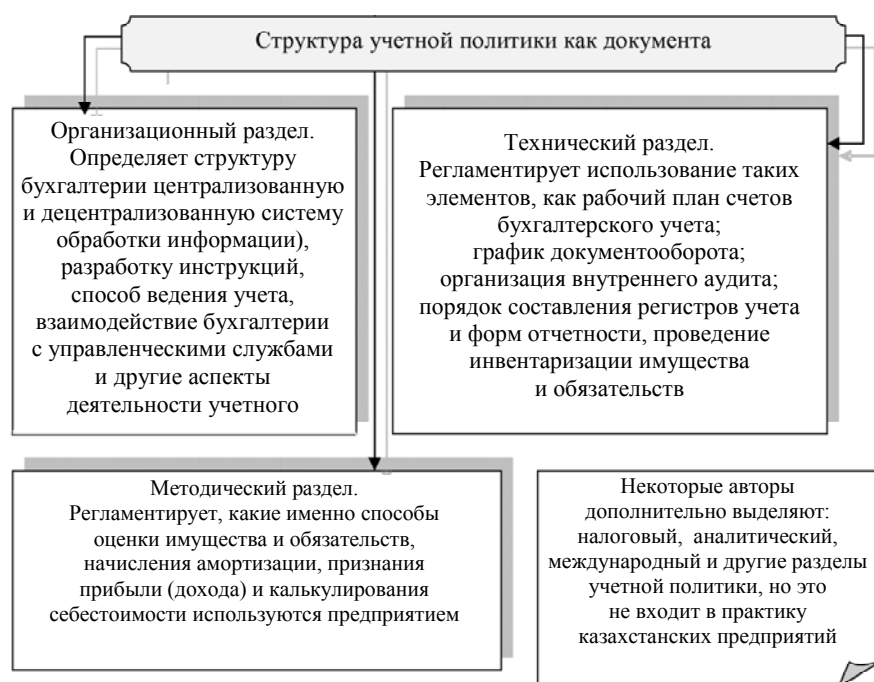 Структура учетной политики как документа
Организационный раздел.
Определяет структуру
бухгалтерии централизованную
и децентрализованную систему
обработки информации),
разработку инструкций,
способ ведения учета,
взаимодействие бухгалтерии
с управленческими службами
и другие аспекты
деятельности учетного
Технический раздел.
Регламентирует использование таких
элементов, как рабочий план счетов
бухгалтерского учета;
график документооборота;
организация внутреннего аудита;
порядок составления регистров учета
и форм отчетности, проведение
инвентаризации имущества
и обязательств
Методический раздел.
Регламентирует, какие именно способы
оценки имущества и обязательств,
начисления амортизации, признания
прибыли (дохода) и калькулирования
себестоимости используются предприятием
Некоторые авторы
дополнительно выделяют:
налоговый, аналитический,
международный и другие разделы
учетной политики, но это
не входит в практику
казахстанских предприятий